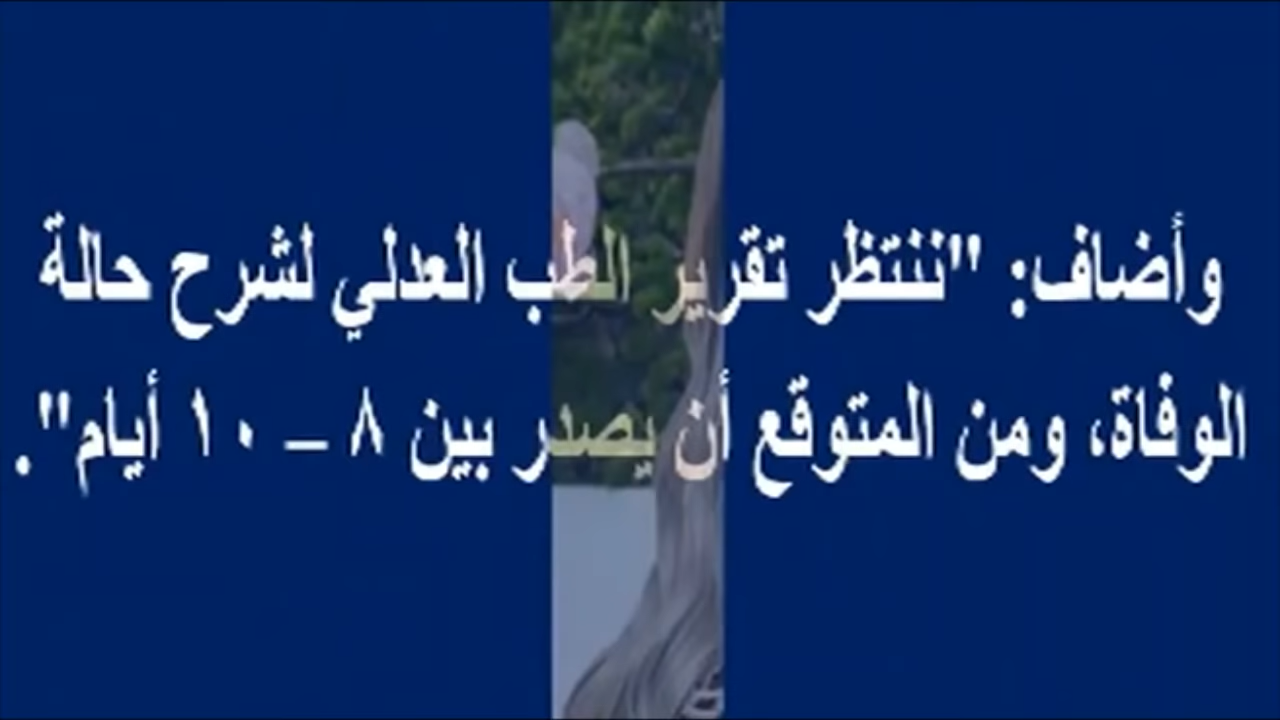 وأضاف: "ننتظر تقرير الطب العدلي لشرح حالة
الوفاة، ومن المتوقع أن يصدر بين ٨ – ١٠ أيام".